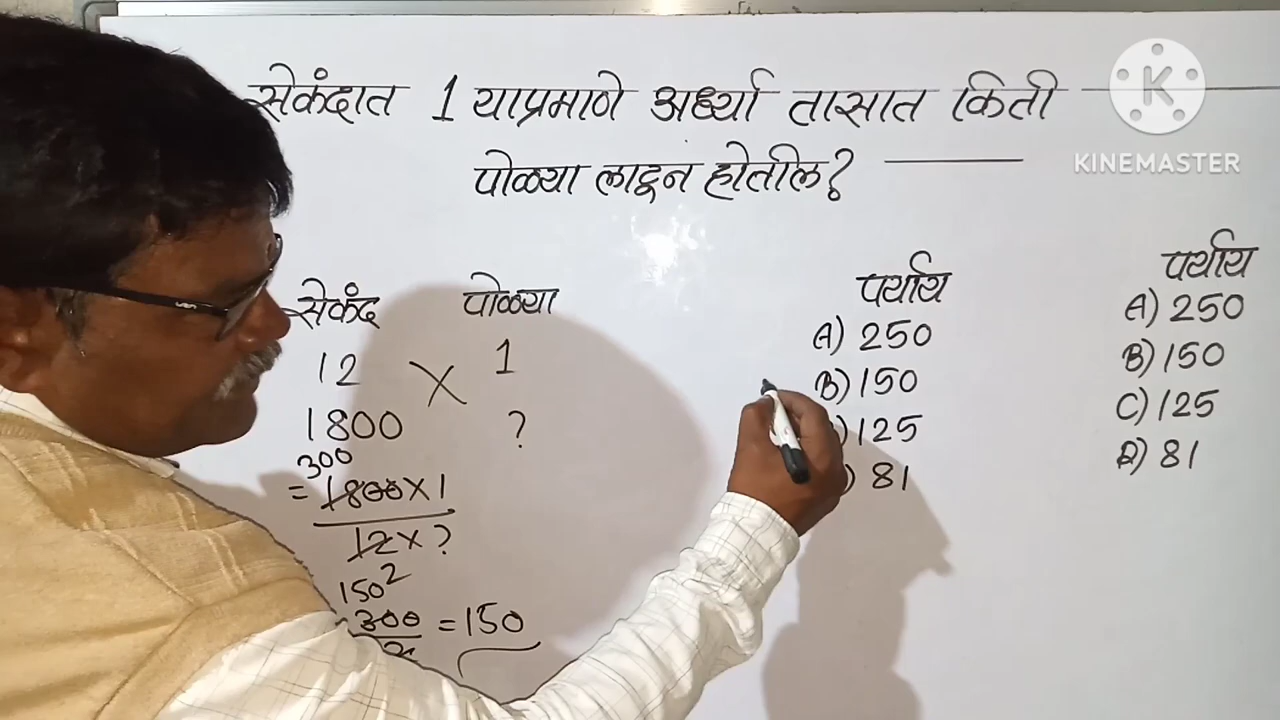 सेकंदात 1 याप्रमाणे अर्ध्या तासात किती
पोळ्या लाटून होतील?
सेकंद पोळ्या
12 × 1
1800 ?
300
= 1800 × 1
12 × ?
2
150
300 = 150
2
पर्याय
A) 250
B) 150
) 125
) 81
पर्याय
A) 250
B) 150
C) 125
D) 81
K
KINEMASTER